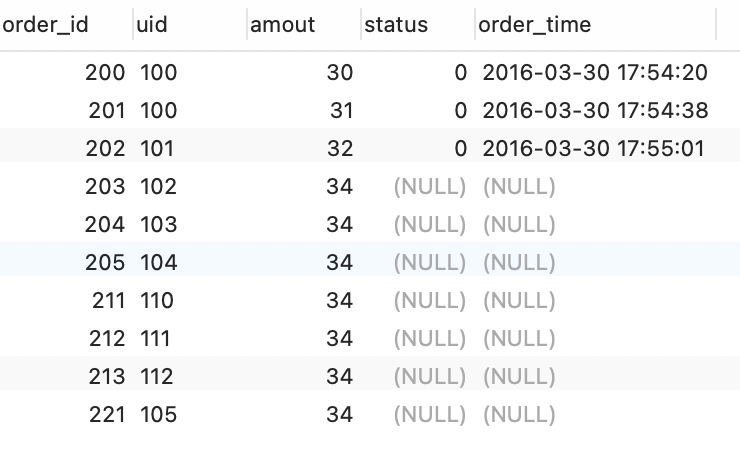 order_id uid amout status order_time
200 100 30 0 2016-03-30 17:54:20
201 100 31 0 2016-03-30 17:54:38
202 101 32 0 2016-03-30 17:55:01
203 102 34 (NULL) (NULL)
204 103 34 (NULL) (NULL)
205 104 34 (NULL) (NULL)
211 110 34 (NULL) (NULL)
212 111 34 (NULL) (NULL)
213 112 34 (NULL) (NULL)
221 105 34 (NULL) (NULL)